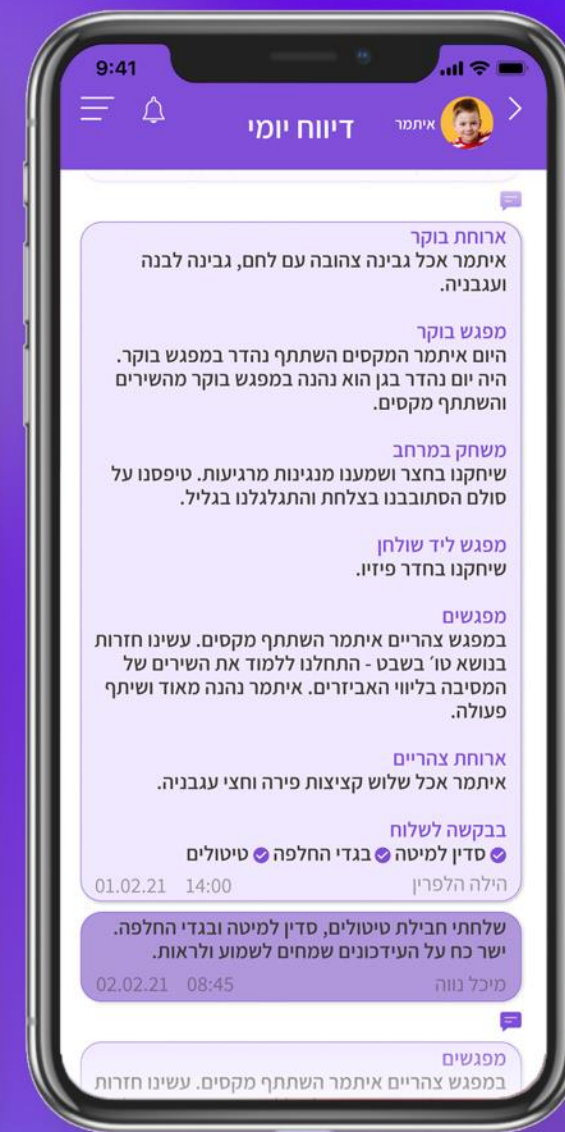 9:41
איתמר
דיווח יומי
ארוחת בוקר
איתמר אכל גבינה צהובה עם לחם, גבינה לבנה
ועגבניה.
מפגש בוקר
היום איתמר המקסים השתתף נהדר במפגש בוקר.
היה יום נהדר בגן הוא נהנה במפגש בוקר מהשירים
והשתתף מקסים.
משחק במרחב
שיחקנו בחצר ושמענו מנגינות מרגיעות. טיפסנו על
סולם הסתובבנו בצלחת והתגלגלנו בגליל.
מפגש ליד שולחן
שיחקנו בחדר פיזיו.
מפגשים
במפגש צהריים איתמר השתתף מקסים. עשינו חזרות
בנושא טו׳ בשבט - התחלנו ללמוד את השירים של
המסיבה בליווי האביזרים. איתמר נהנה מאוד ושיתף
פעולה.
ארוחת צהריים
איתמר אכל שלוש קציצות פירה וחצי עגבניה.
בבקשה לשלוח
סדין למיטה בגדי החלפה טיטולים
הילה הלפרין 14:00 01.02.21
שלחתי חבילת טיטולים, סדין למיטה ובגדי החלפה.
ישר כח על העידכונים שמחים לשמוע ולראות.
מיכל נווה 08:45 02.02.21
מפגשים
במפגש צהריים איתמר השתתף מקסים. עשינו חזרות